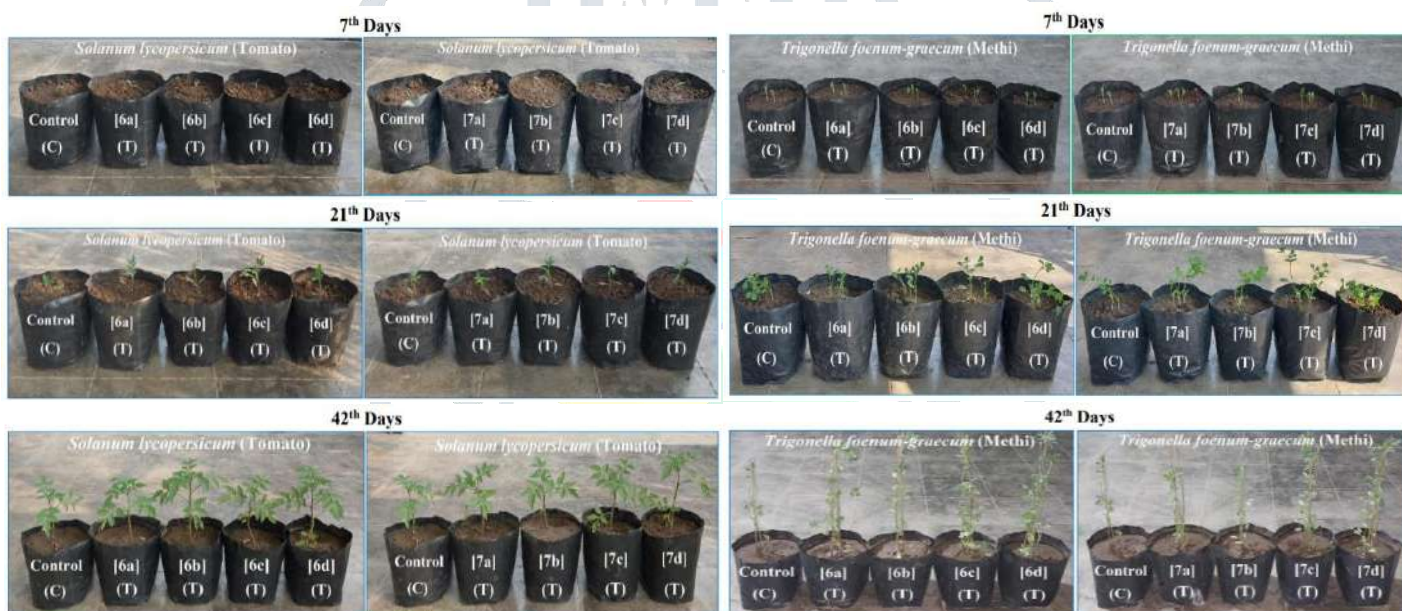 7th Days
Solanum lycopersicum (Tomato)
Control [6a] [6b] [6c] [6d]
(C) (T) (T) (T) (T)
Solanum lycopersicum (Tomato)
Control [7a] [7b] [7c] [7d]
(C) (T) (T) (T) (T)
21th Days
Solanum lycopersicum (Tomato)
Control [6a] [6b] [6c] [6d]
(C) (T) (T) (T) (T)
Solanum lycopersicum (Tomato)
Control [7a] [7b] [7c] [7d]
(C) (T) (T) (T) (T)
42th Days
Solanum lycopersicum (Tomato)
Control [6a] [6b] [6c] [6d]
(C) (T) (T) (T) (T)
Solanum lycopersicum (Tomato)
Control [7a] [7b] [7c] [7d]
(C) (T) (T) (T) (T)
7th Days
Trigonella foenum-graecum (Methi)
Control [6a] [6b] [6c] [6d]
(C) (T) (T) (T) (T)
Trigonella foenum-graecum (Methi)
Control [7a] [7b] [7c] [7d]
(C) (T) (T) (T) (T)
21th Days
Trigonella foenum-graecum (Methi)
Control [6a] [6b] [6c] [6d]
(C) (T) (T) (T) (T)
Trigonella foenum-graecum (Methi)
Control [7a] [7b] [7c] [7d]
(C) (T) (T) (T) (T)
42th Days
Trigonella foenum-graecum (Methi)
Control [6a] [6b] [6c] [6d]
(C) (T) (T) (T) (T)
Trigonella foenum-graecum (Methi)
Control [7a] [7b] [7c] [7d]
(C) (T) (T) (T) (T)